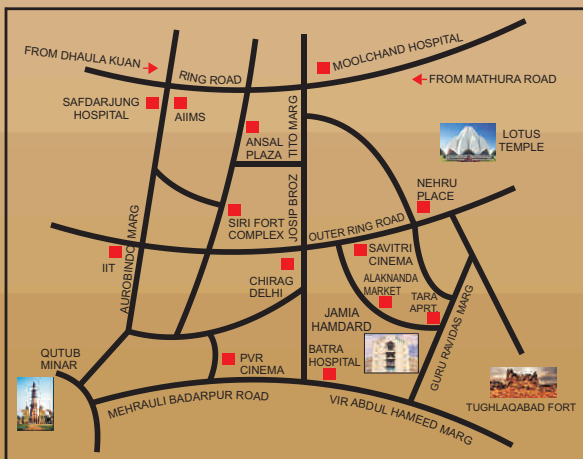 FROM DHAULA KUAN
RING ROAD
MOOLCHAND HOSPITAL
FROM MATHURA ROAD
SAFDARJUNG
HOSPITAL
AIIMS
ANSAL
PLAZA
JOSIP BROZ TITO MARG
LOTUS
TEMPLE
NEHRU
PLACE
SIRI FORT
COMPLEX
OUTER RING ROAD
AUROBINDO MARG
IIT
SAVITRI
CINEMA
CHIRAG
DELHI
ALAKNANDA
MARKET
TARA
APRT.
JAMIA
HAMDARD
GURU RAVIDAS MARG
QUTUB
MINAR
PVR
CINEMA
BATRA
HOSPITAL
MEHRAULI BADARPUR ROAD
VIR ABDUL HAMEED MARG
TUGHLAQABAD FORT